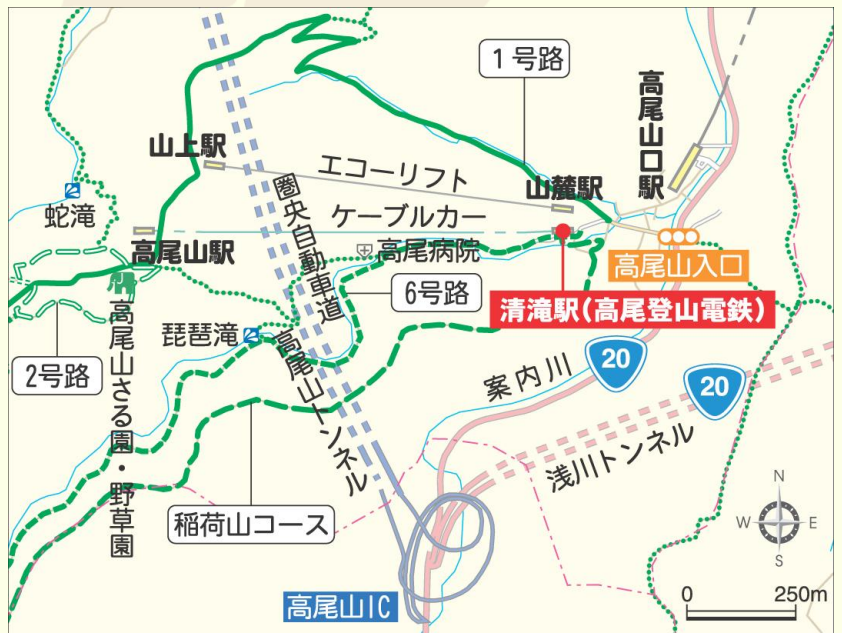 1号路
高尾山口駅
山上駅
エコーリフト
山麓駅
蛇滝
圏央自動車道
ケーブルカー
高尾山駅
高尾病院
高尾山入口
6号路
清滝駅(高尾登山電鉄)
琵琶滝
高尾山トンネル
2号路
高尾山さる園・野草園
案内川
20
20
浅川トンネル
稲荷山コース
高尾山IC
N
W
E
S
0
250m